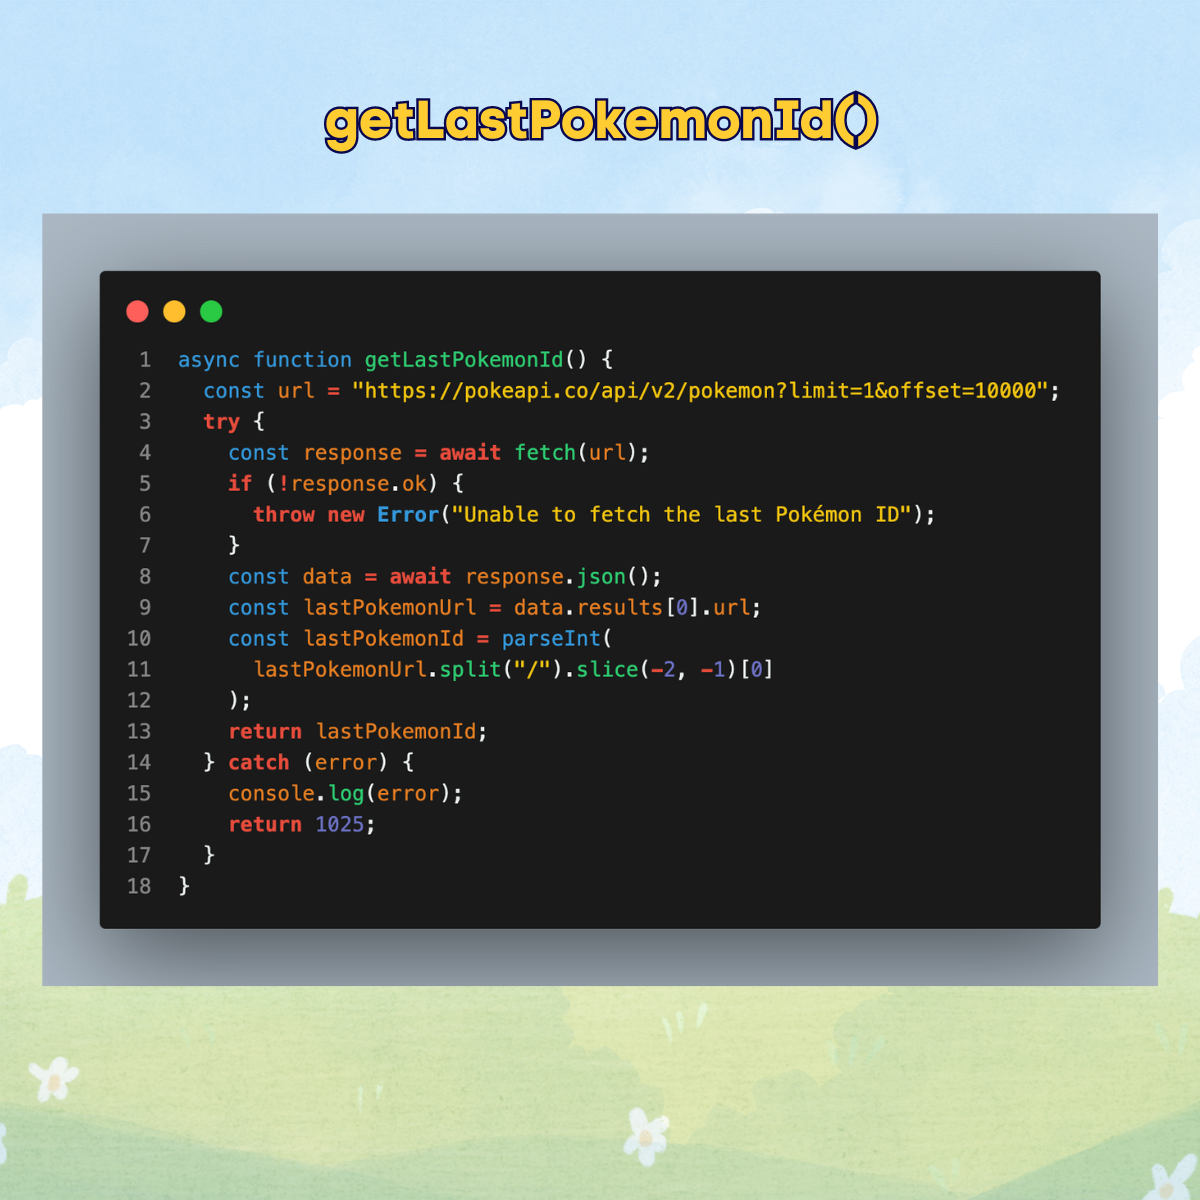 getLastPokemonId()
1 async function getLastPokemonId() {
2   const url = "https://pokeapi.co/api/v2/pokemon?limit=1&offset=10000";
3   try {
4     const response = await fetch(url);
5     if (!response.ok) {
6       throw new Error("Unable to fetch the last Pokémon ID");
7     }
8     const data = await response.json();
9     const lastPokemonUrl = data.results[0].url;
10     const lastPokemonId = parseInt(
11       lastPokemonUrl.split("/").slice(-2, -1)[0]
12     );
13     return lastPokemonId;
14   } catch (error) {
15     console.log(error);
16     return 1025;
17   }
18 }